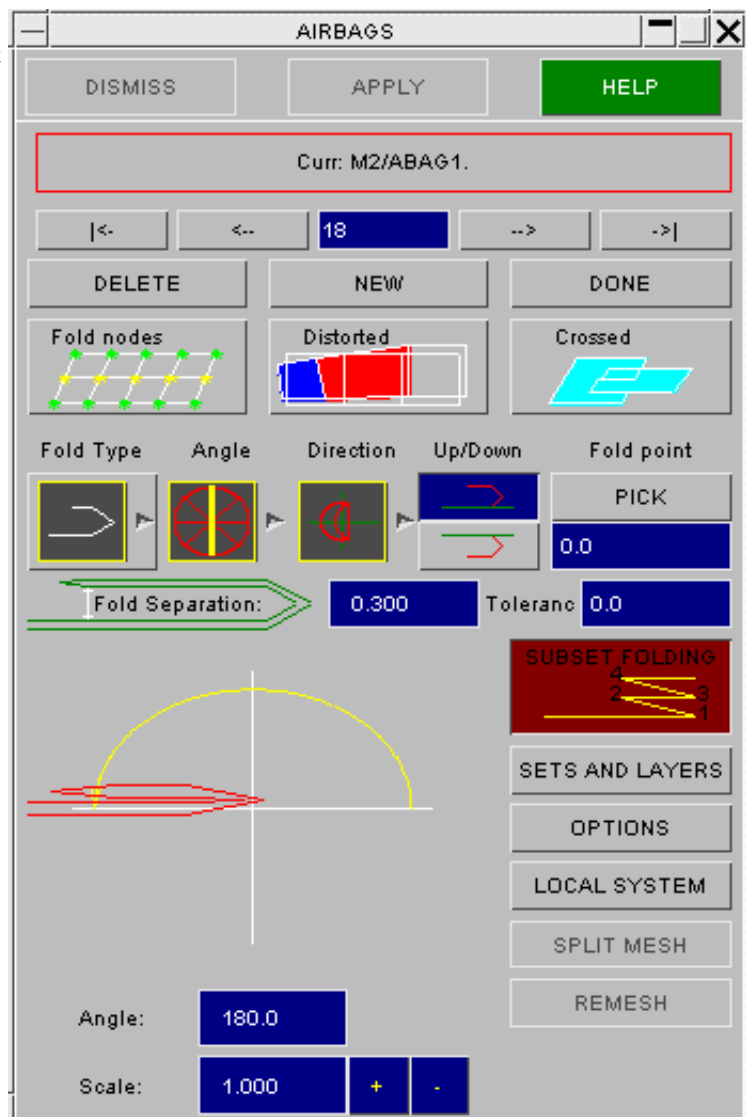 AIRBAGS
DISMISS APPLY HELP
Curr: M2/ABAG1.
|<- <-- 18 --> ->|
DELETE NEW DONE
Fold nodes Distorted Crossed
Fold Type Angle Direction Up/Down Fold point
PICK
0.0
Fold Separation: 0.300 Toleranc 0.0
SUBSET FOLDING
4
2 3
1
SETS AND LAYERS
OPTIONS
LOCAL SYSTEM
SPLIT MESH
REMESH
Angle: 180.0
Scale: 1.000 + -